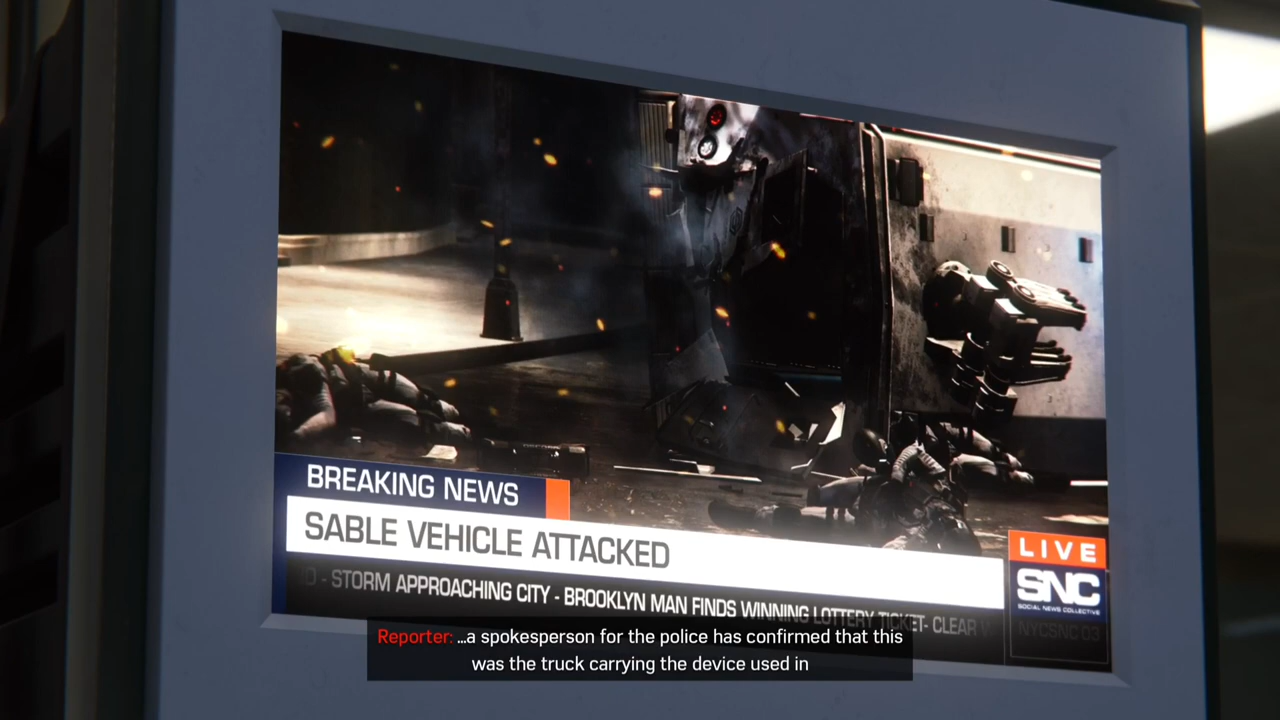 BREAKING NEWS
SABLE VEHICLE ATTACKED
- STORM APPROACHING CITY - BROOKLYN MAN FINDS WINNING LOTTERY TICKET- CLEAR
LIVE
SNC
SOCIAL NEWS COLLECTIVE
NYCSNC 03
Reporter: ...a spokesperson for the police has confirmed that this
was the truck carrying the device used in